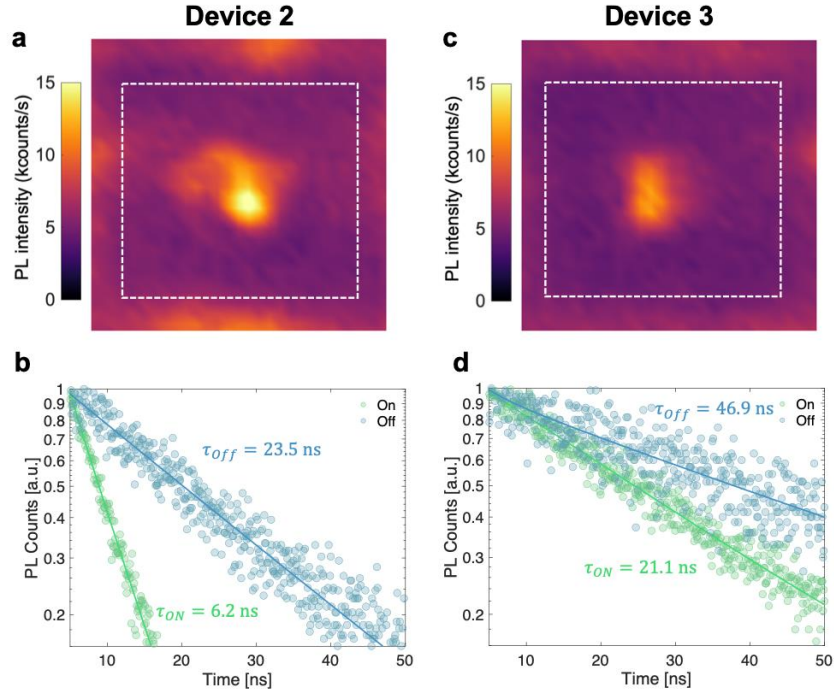 Device 2
Device 3
a
c
PL intensity (kcounts/s)
15
10
5
0
PL intensity (kcounts/s)
15
10
5
0
b
d
PL Counts [a.u.]
1
0.9
0.8
0.7
0.6
0.5
0.4
0.3
0.2
10
20
30
40
50
Time [ns]
On
Off
τOff = 23.5 ns
τON = 6.2 ns
PL Counts [a.u.]
1
0.9
0.8
0.7
0.6
0.5
0.4
0.3
0.2
10
20
30
40
50
Time [ns]
On
Off
τOff = 46.9 ns
τON = 21.1 ns